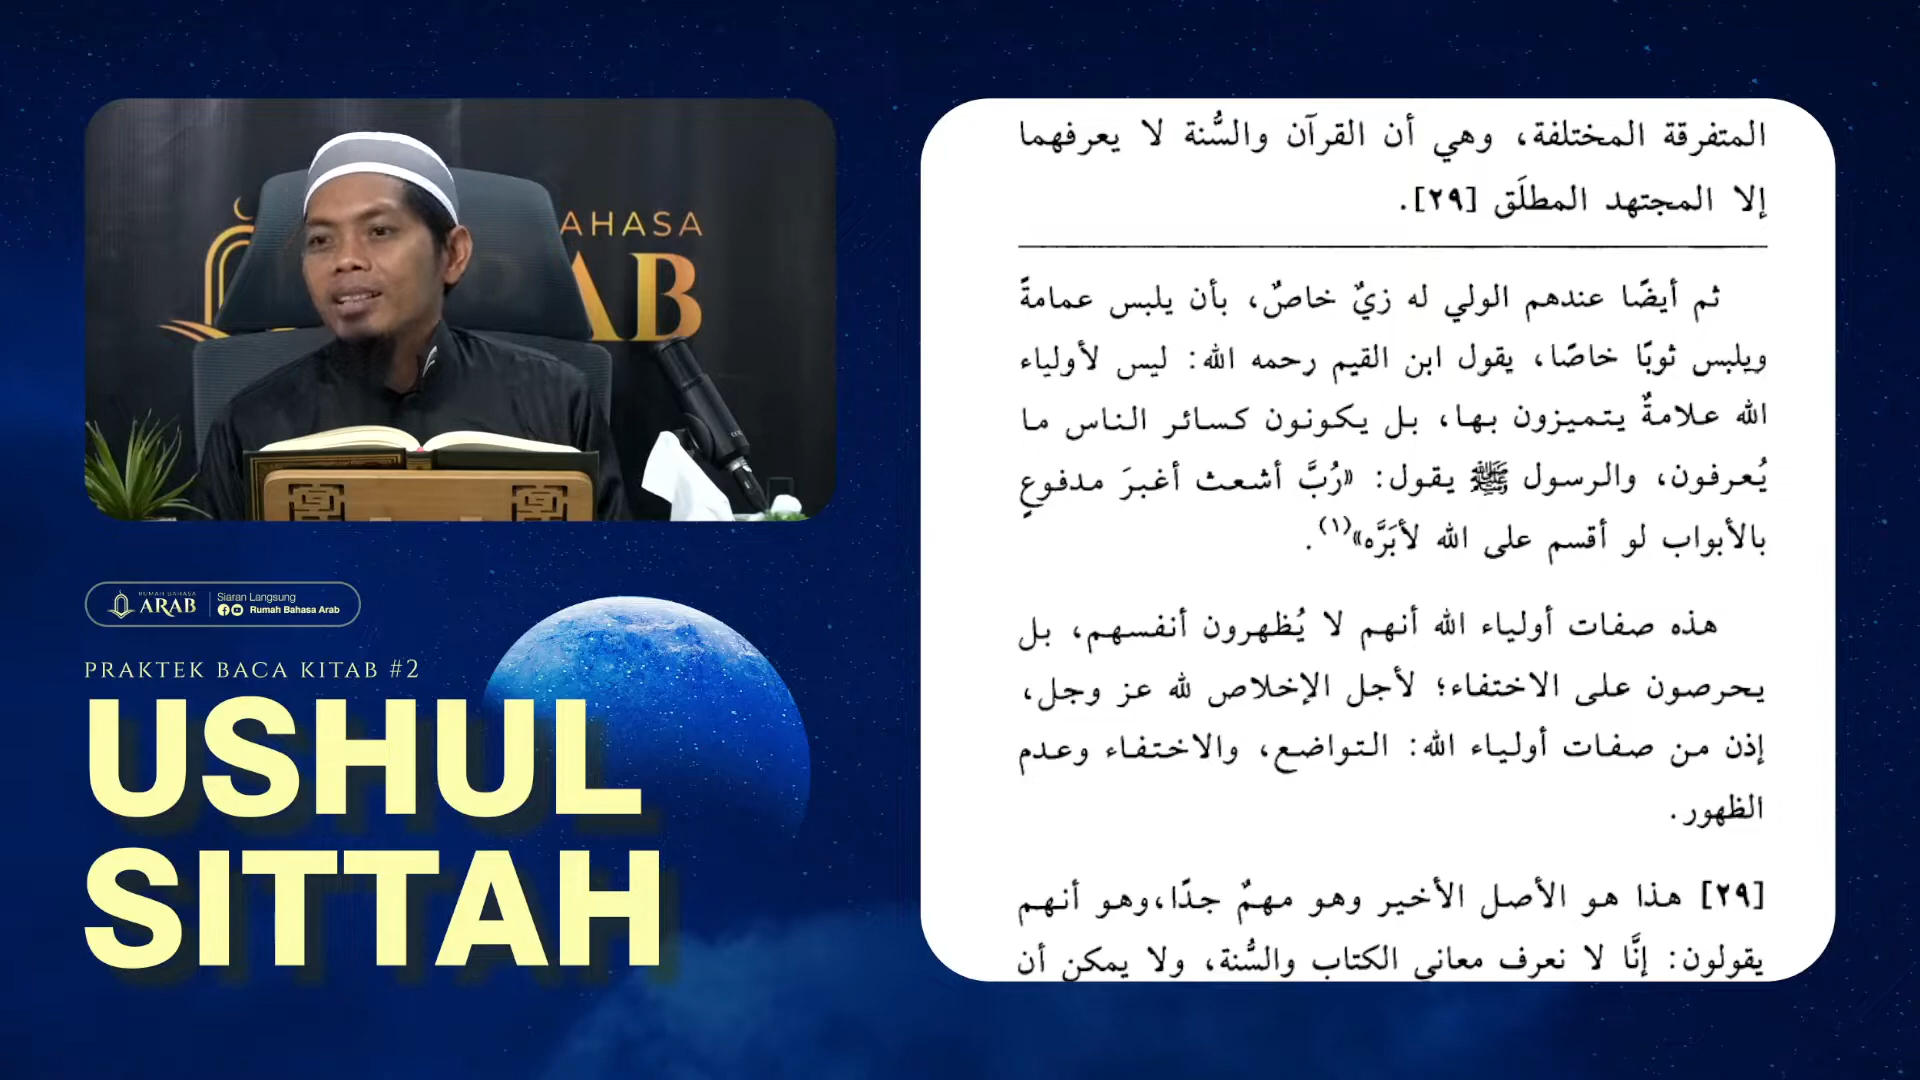 AHASA
AB
RUMAH BAHASA
ARAB
Siaran Langsung
Rumah Bahasa Arab
PRAKTEK BACA KITAB #2
USHUL
SITTAH
المتفرقة المختلفة، وهي أن القرآن والسُّنة لا يعرفهما
إلا المجتهد المطلَق [٢٩].
ثم أيضًا عندهم الولي له زيٌ خاصٌ، بأن يلبس عمامةً
ويلبس ثوبًا خاصًا، يقول ابن القيم رحمه الله: ليس لأولياء
الله علامةٌ يتميزون بها، بل يكونون كسائر الناس ما
يُعرفون، والرسول ﷺ يقول: «رُبَّ أشعث أغبرَ مدفوعٍ
بالأبواب لو أقسم على الله لأبَرَّه»(١).
هذه صفات أولياء الله أنهم لا يُظهرون أنفسهم، بل
يحرصون على الاختفاء؛ لأجل الإخلاص لله عز وجل،
إذن من صفات أولياء الله: التواضع، والاختفاء وعدم
الظهور.
[٢٩] هذا هو الأصل الأخير وهو مهمٌ جدًا،وهو أنهم
يقولون: إنَّا لا نعرف معاني الكتاب والسُّنة، ولا يمكن أن